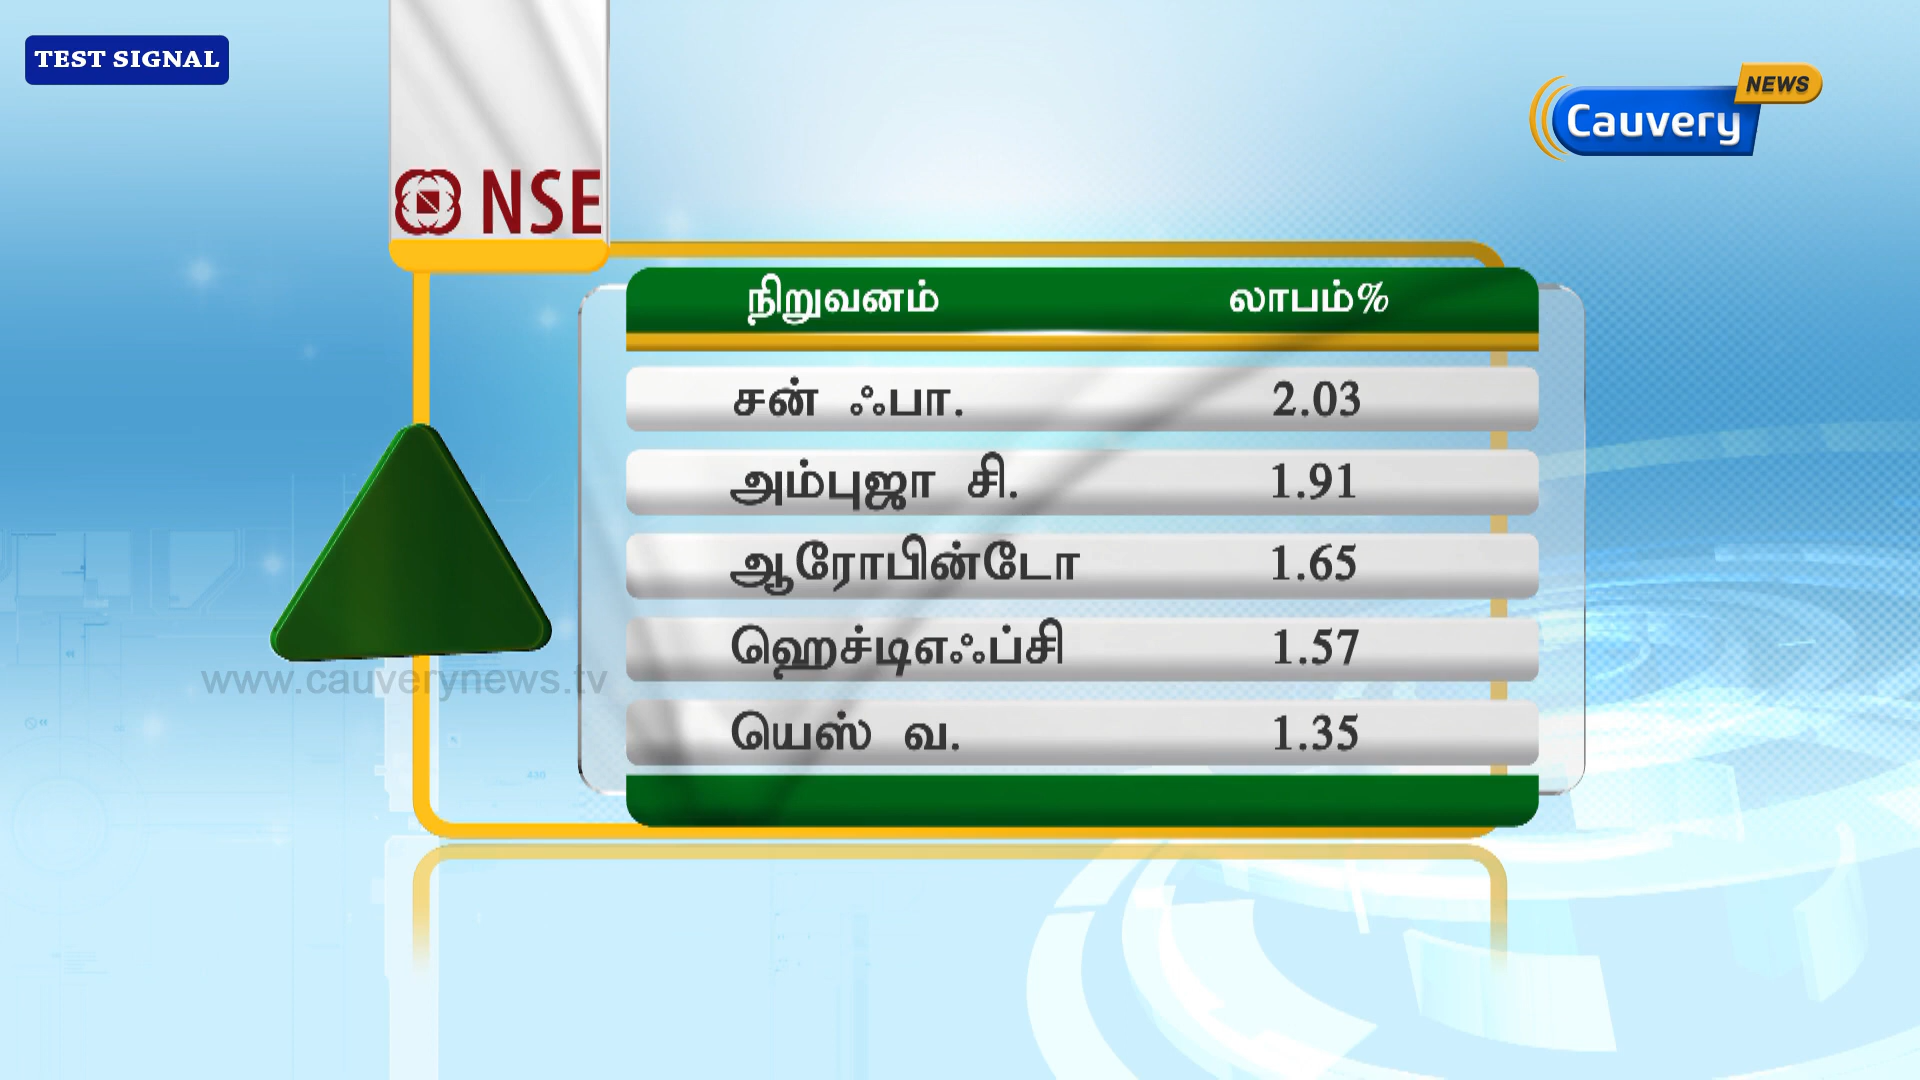 TEST SIGNAL
Cauvery NEWS
NSE
நிறுவனம் லாபம்%
சன் ஃபா. 2.03
அம்புஜா சி. 1.91
ஆரோபின்டோ 1.65
ஹெச்டிஎஃப்சி 1.57
யெஸ் வ. 1.35
www.cauverynews.tv